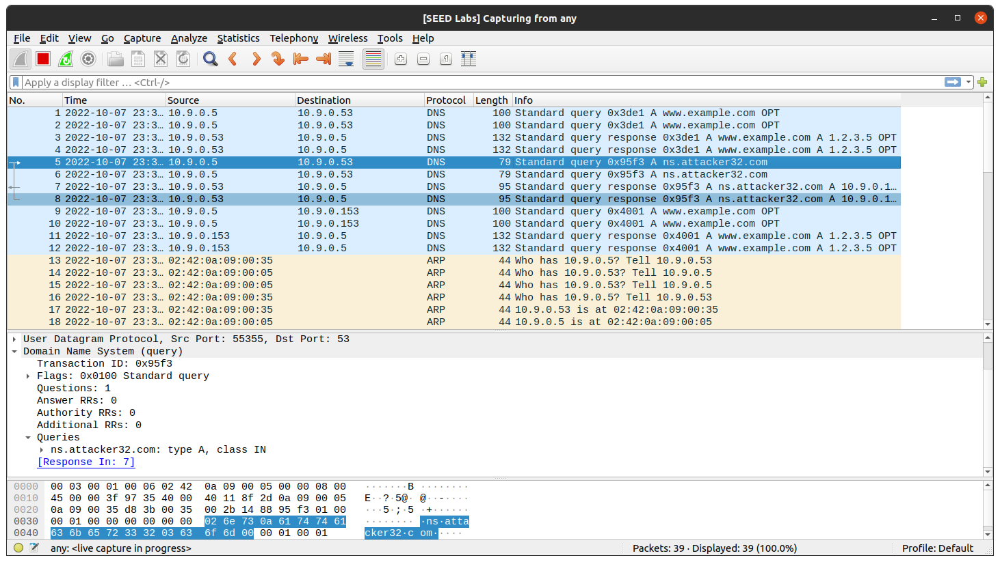 [SEED Labs] Capturing from any
File Edit View Go Capture Analyze Statistics Telephony Wireless Tools Help
Apply a display filter … <Ctrl-/>
No. Time Source Destination Protocol Length Info
1 2022-10-07 23:3… 10.9.0.5 10.9.0.53 DNS 100 Standard query 0x3de1 A www.example.com OPT
2 2022-10-07 23:3… 10.9.0.5 10.9.0.53 DNS 100 Standard query 0x3de1 A www.example.com OPT
3 2022-10-07 23:3… 10.9.0.53 10.9.0.5 DNS 132 Standard query response 0x3de1 A www.example.com A 1.2.3.5 OPT
4 2022-10-07 23:3… 10.9.0.53 10.9.0.5 DNS 132 Standard query response 0x3de1 A www.example.com A 1.2.3.5 OPT
5 2022-10-07 23:3… 10.9.0.5 10.9.0.53 DNS 79 Standard query 0x95f3 A ns.attacker32.com
6 2022-10-07 23:3… 10.9.0.5 10.9.0.53 DNS 79 Standard query 0x95f3 A ns.attacker32.com
7 2022-10-07 23:3… 10.9.0.53 10.9.0.5 DNS 95 Standard query response 0x95f3 A ns.attacker32.com A 10.9.0.1…
8 2022-10-07 23:3… 10.9.0.53 10.9.0.5 DNS 95 Standard query response 0x95f3 A ns.attacker32.com A 10.9.0.1…
9 2022-10-07 23:3… 10.9.0.5 10.9.0.153 DNS 100 Standard query 0x4001 A www.example.com OPT
10 2022-10-07 23:3… 10.9.0.5 10.9.0.153 DNS 100 Standard query 0x4001 A www.example.com OPT
11 2022-10-07 23:3… 10.9.0.153 10.9.0.5 DNS 132 Standard query response 0x4001 A www.example.com A 1.2.3.5 OPT
12 2022-10-07 23:3… 10.9.0.153 10.9.0.5 DNS 132 Standard query response 0x4001 A www.example.com A 1.2.3.5 OPT
13 2022-10-07 23:3… 02:42:0a:09:00:35 ARP 44 Who has 10.9.0.5? Tell 10.9.0.53
14 2022-10-07 23:3… 02:42:0a:09:00:05 ARP 44 Who has 10.9.0.53? Tell 10.9.0.5
15 2022-10-07 23:3… 02:42:0a:09:00:05 ARP 44 Who has 10.9.0.53? Tell 10.9.0.5
16 2022-10-07 23:3… 02:42:0a:09:00:35 ARP 44 Who has 10.9.0.5? Tell 10.9.0.53
17 2022-10-07 23:3… 02:42:0a:09:00:35 ARP 44 10.9.0.53 is at 02:42:0a:09:00:35
18 2022-10-07 23:3… 02:42:0a:09:00:05 ARP 44 10.9.0.5 is at 02:42:0a:09:00:05
User Datagram Protocol, Src Port: 55355, Dst Port: 53
Domain Name System (query)
Transaction ID: 0x95f3
Flags: 0x0100 Standard query
Questions: 1
Answer RRs: 0
Authority RRs: 0
Additional RRs: 0
Queries
ns.attacker32.com: type A, class IN
[Response In: 7]
0000 00 03 00 01 00 06 02 42 0a 09 00 05 00 00 08 00 ·······B ········
0010 45 00 00 3f 97 35 40 00 40 11 8f 2d 0a 09 00 05 E··?·5@· @··-····
0020 0a 09 00 35 d8 3b 00 35 00 2b 14 88 95 f3 01 00 ···5·;·5 ·+······
0030 00 01 00 00 00 00 00 00 02 6e 73 0a 61 74 74 61 ········ ·ns·atta
0040 63 6b 65 72 33 32 03 63 6f 6d 00 00 01 00 01 cker32·c om·····
any: <live capture in progress> Packets: 39 · Displayed: 39 (100.0%) Profile: Default